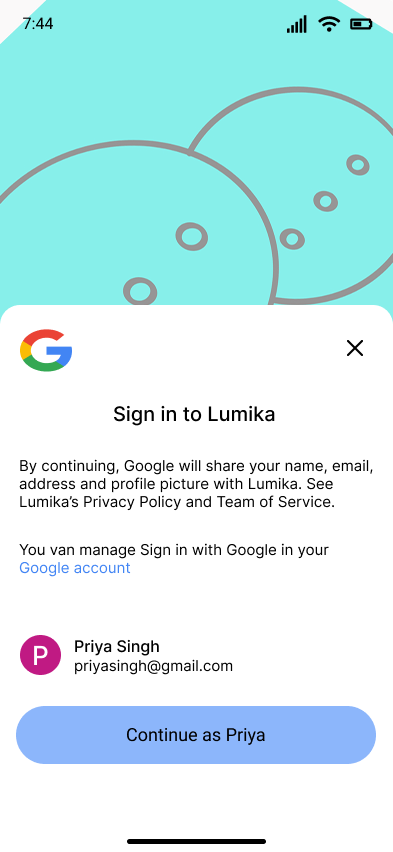 7:44
Sign in to Lumika
By continuing, Google will share your name, email,
address and profile picture with Lumika. See
Lumika's Privacy Policy and Team of Service.
You van manage Sign in with Google in your
Google account
P
Priya Singh
priyasingh@gmail.com
Continue as Priya